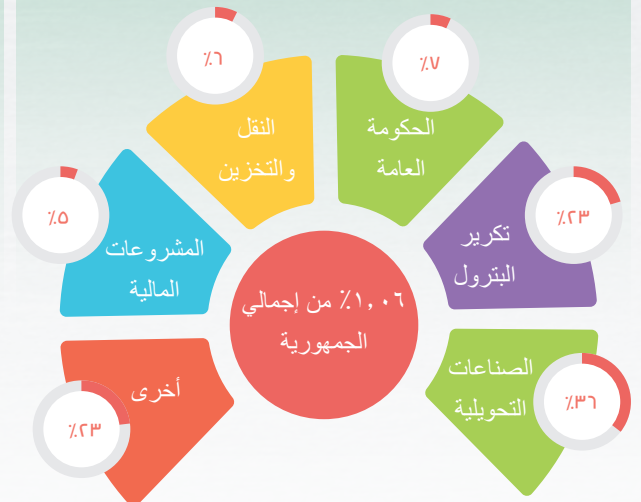 ٪٧
الحكومة
العامة
٪٢٣
تكرير
البترول
٪٣٦
الصناعات
التحويلية
٪٦
النقل
والتخزين
٪٥
المشروعات
المالية
٪٢٣
أخرى
٪١,٠٦ من إجمالي
الجمهورية